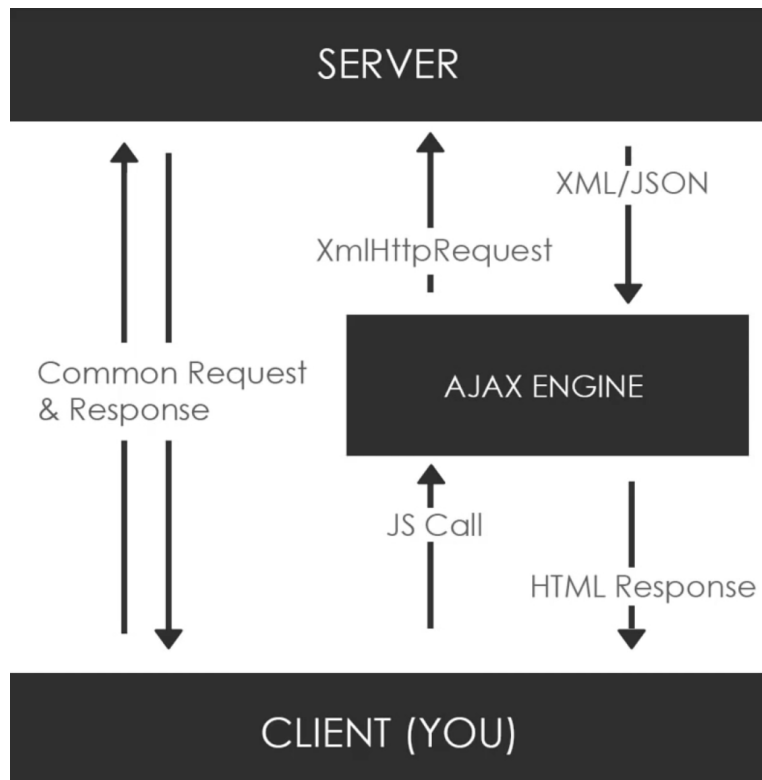 SERVER
XML/JSON
XmlHttpRequest
Common Request
& Response
AJAX ENGINE
JS Call
HTML Response
CLIENT (YOU)